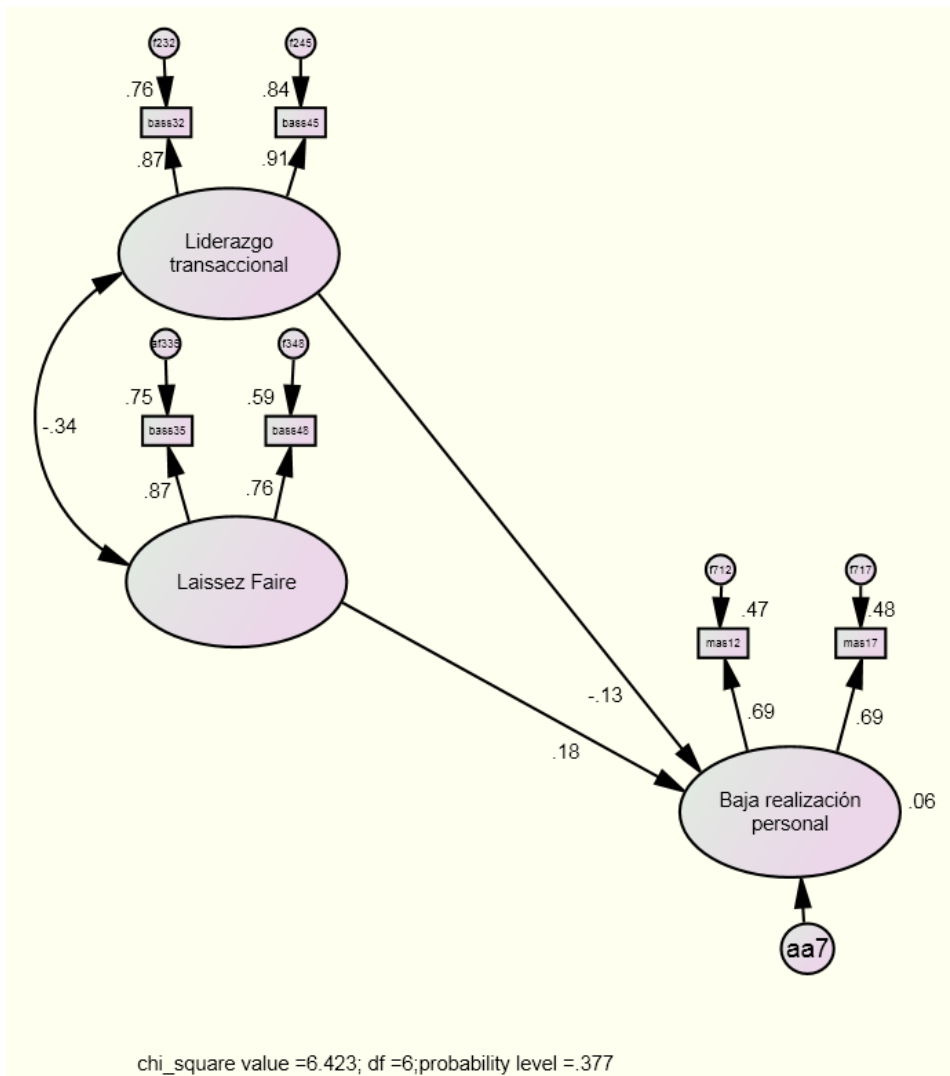 f232
f245
.76
.84
bass32
bass45
.87
.91
Liderazgo
transaccional
af335
f348
.75
.59
bass35
bass48
-.34
.87
.76
Laissez Faire
f712
f717
.47
.48
mas12
mas17
-.13
.69
.69
.18
Baja realización
personal
.06
aa7
chi_square value =6.423; df =6;probability level =.377